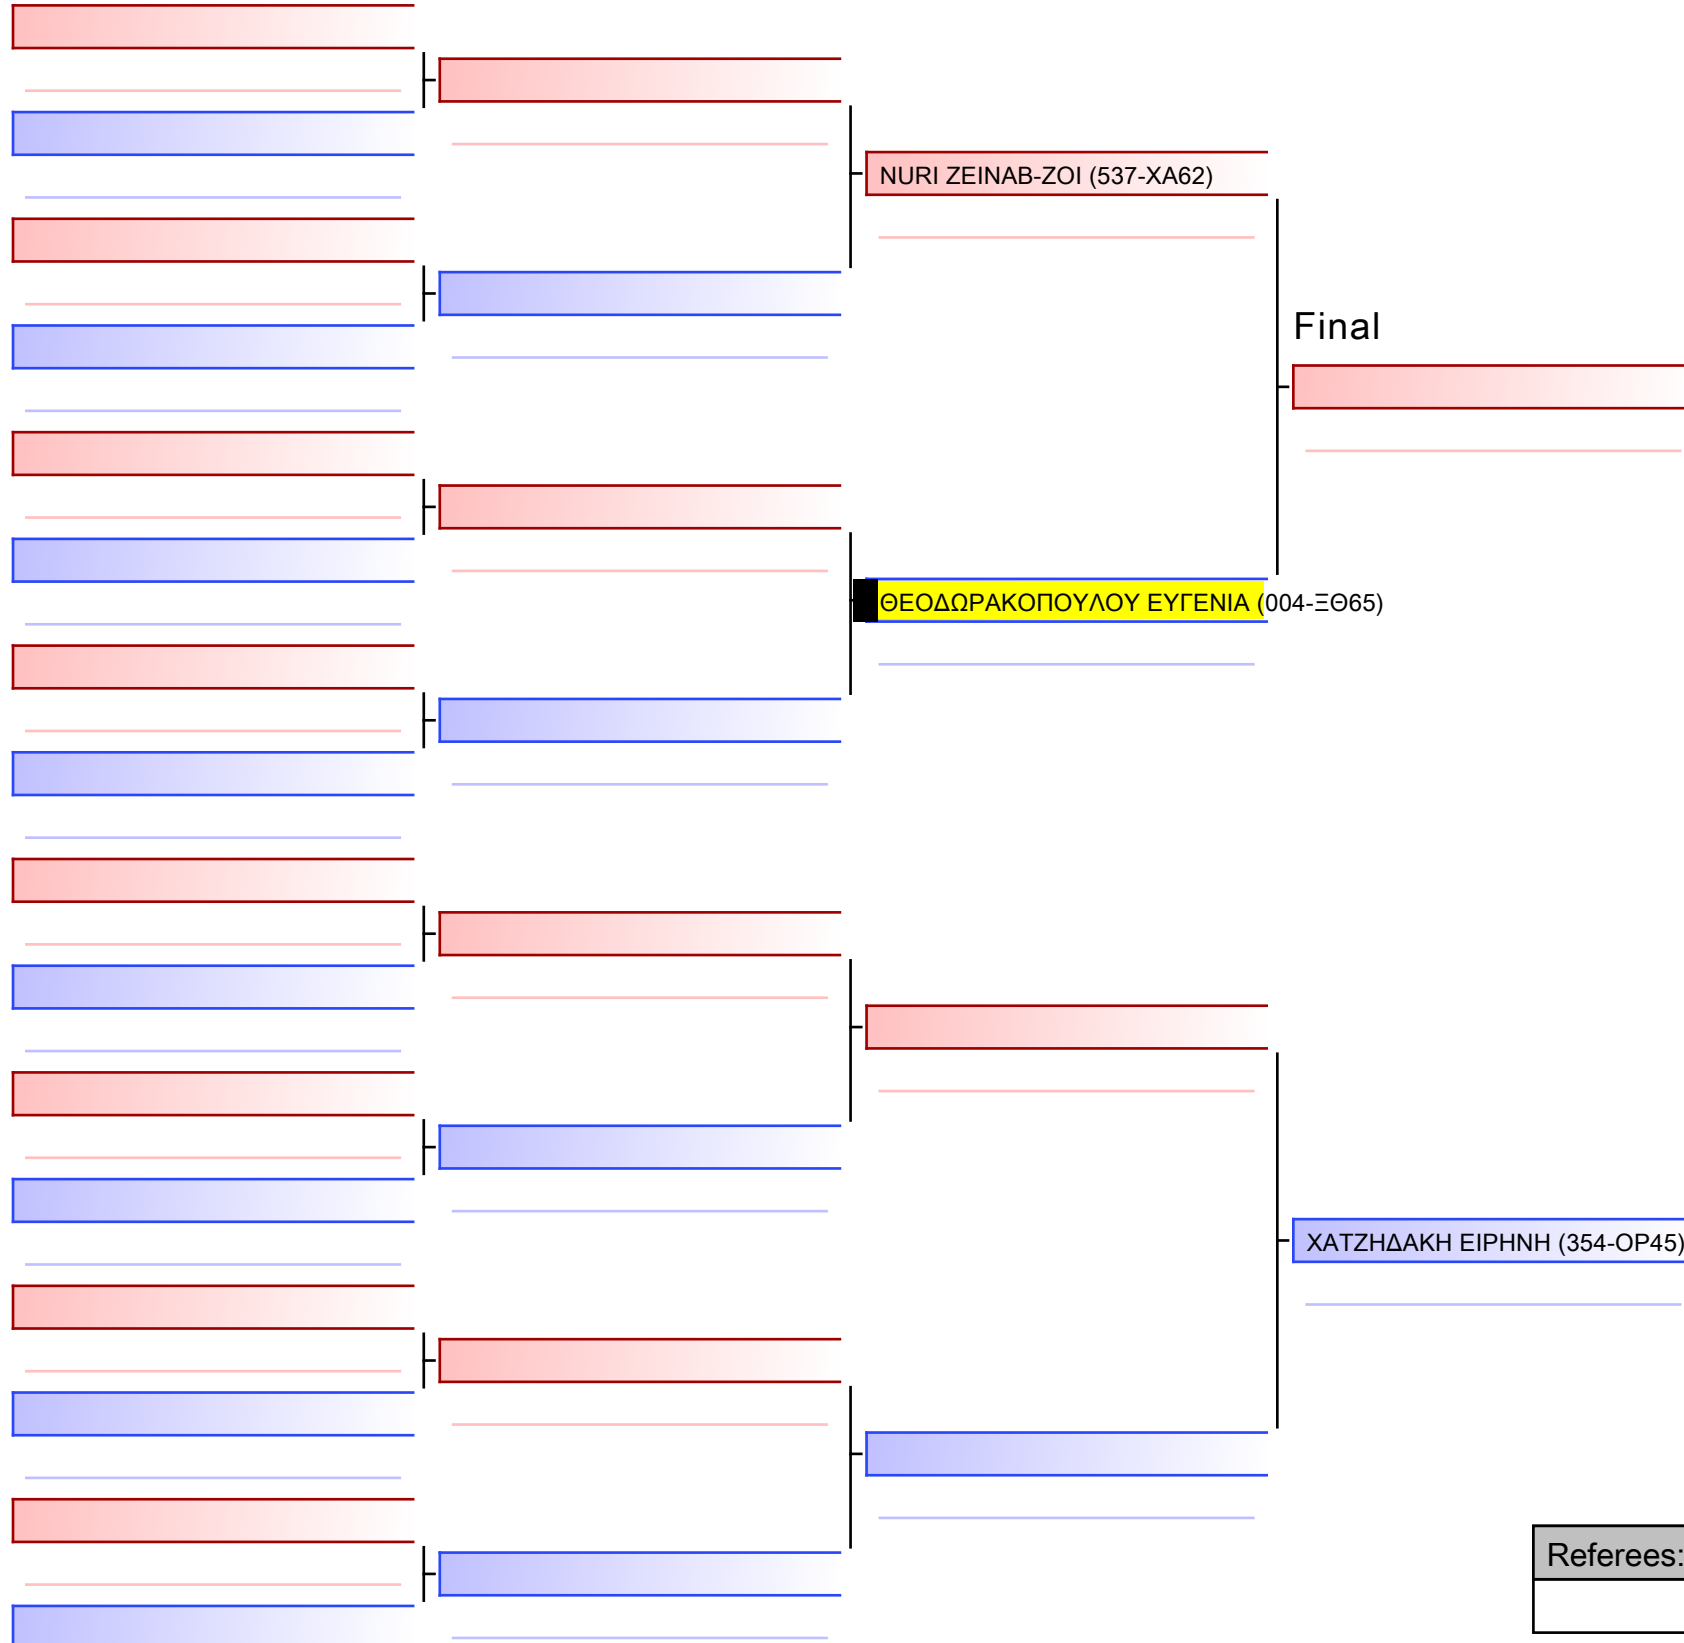 NURI ZEINAB-ZOI (537-XA62)
Final
ΘΕΟΔΩΡΑΚΟΠΟΥΛΟΥ ΕΥΓΕΝΙΑ (004-ΞΘ65)
ΧΑΤΖΗΔΑΚΗ ΕΙΡΗΝΗ (354-ΟΡ45)
Referees: